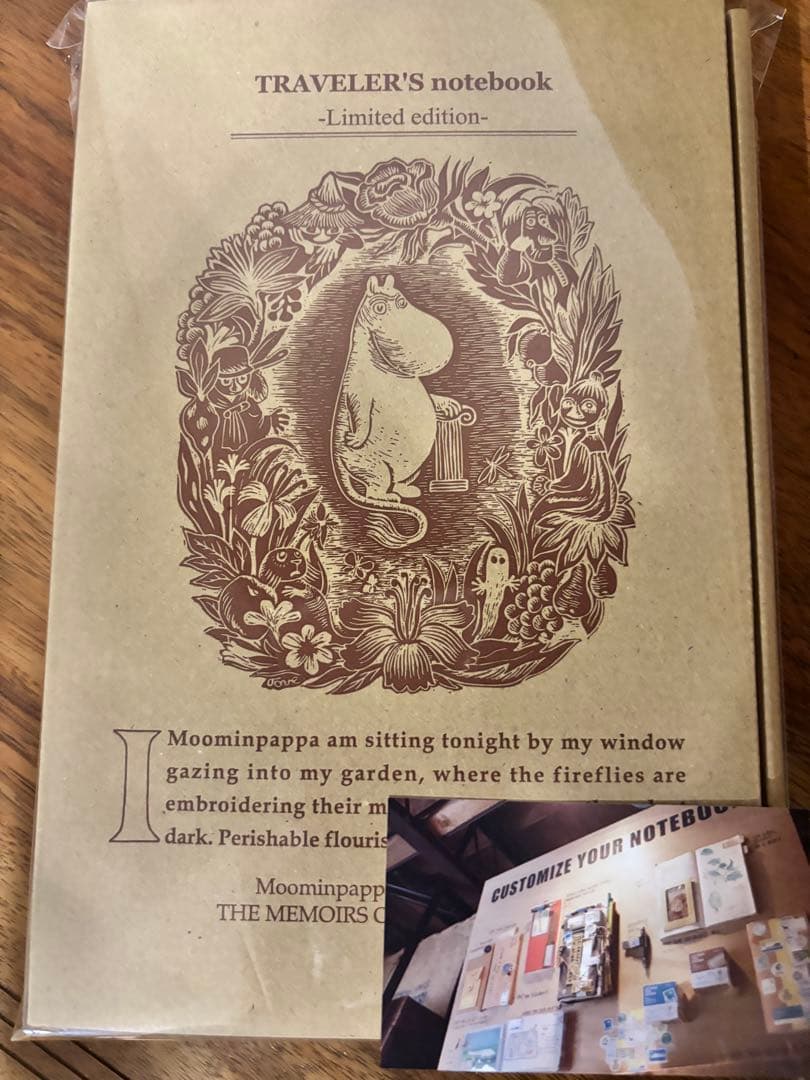 TRAVELER'S notebook
-Limited edition-
Tove
I Moominpappa am sitting tonight by my window
gazing into my garden, where the fireflies are
embroidering their
dark. Perishable
Moominpapp
THE MEMOIRS
CUSTOMIZE YOUR NOTEBOO